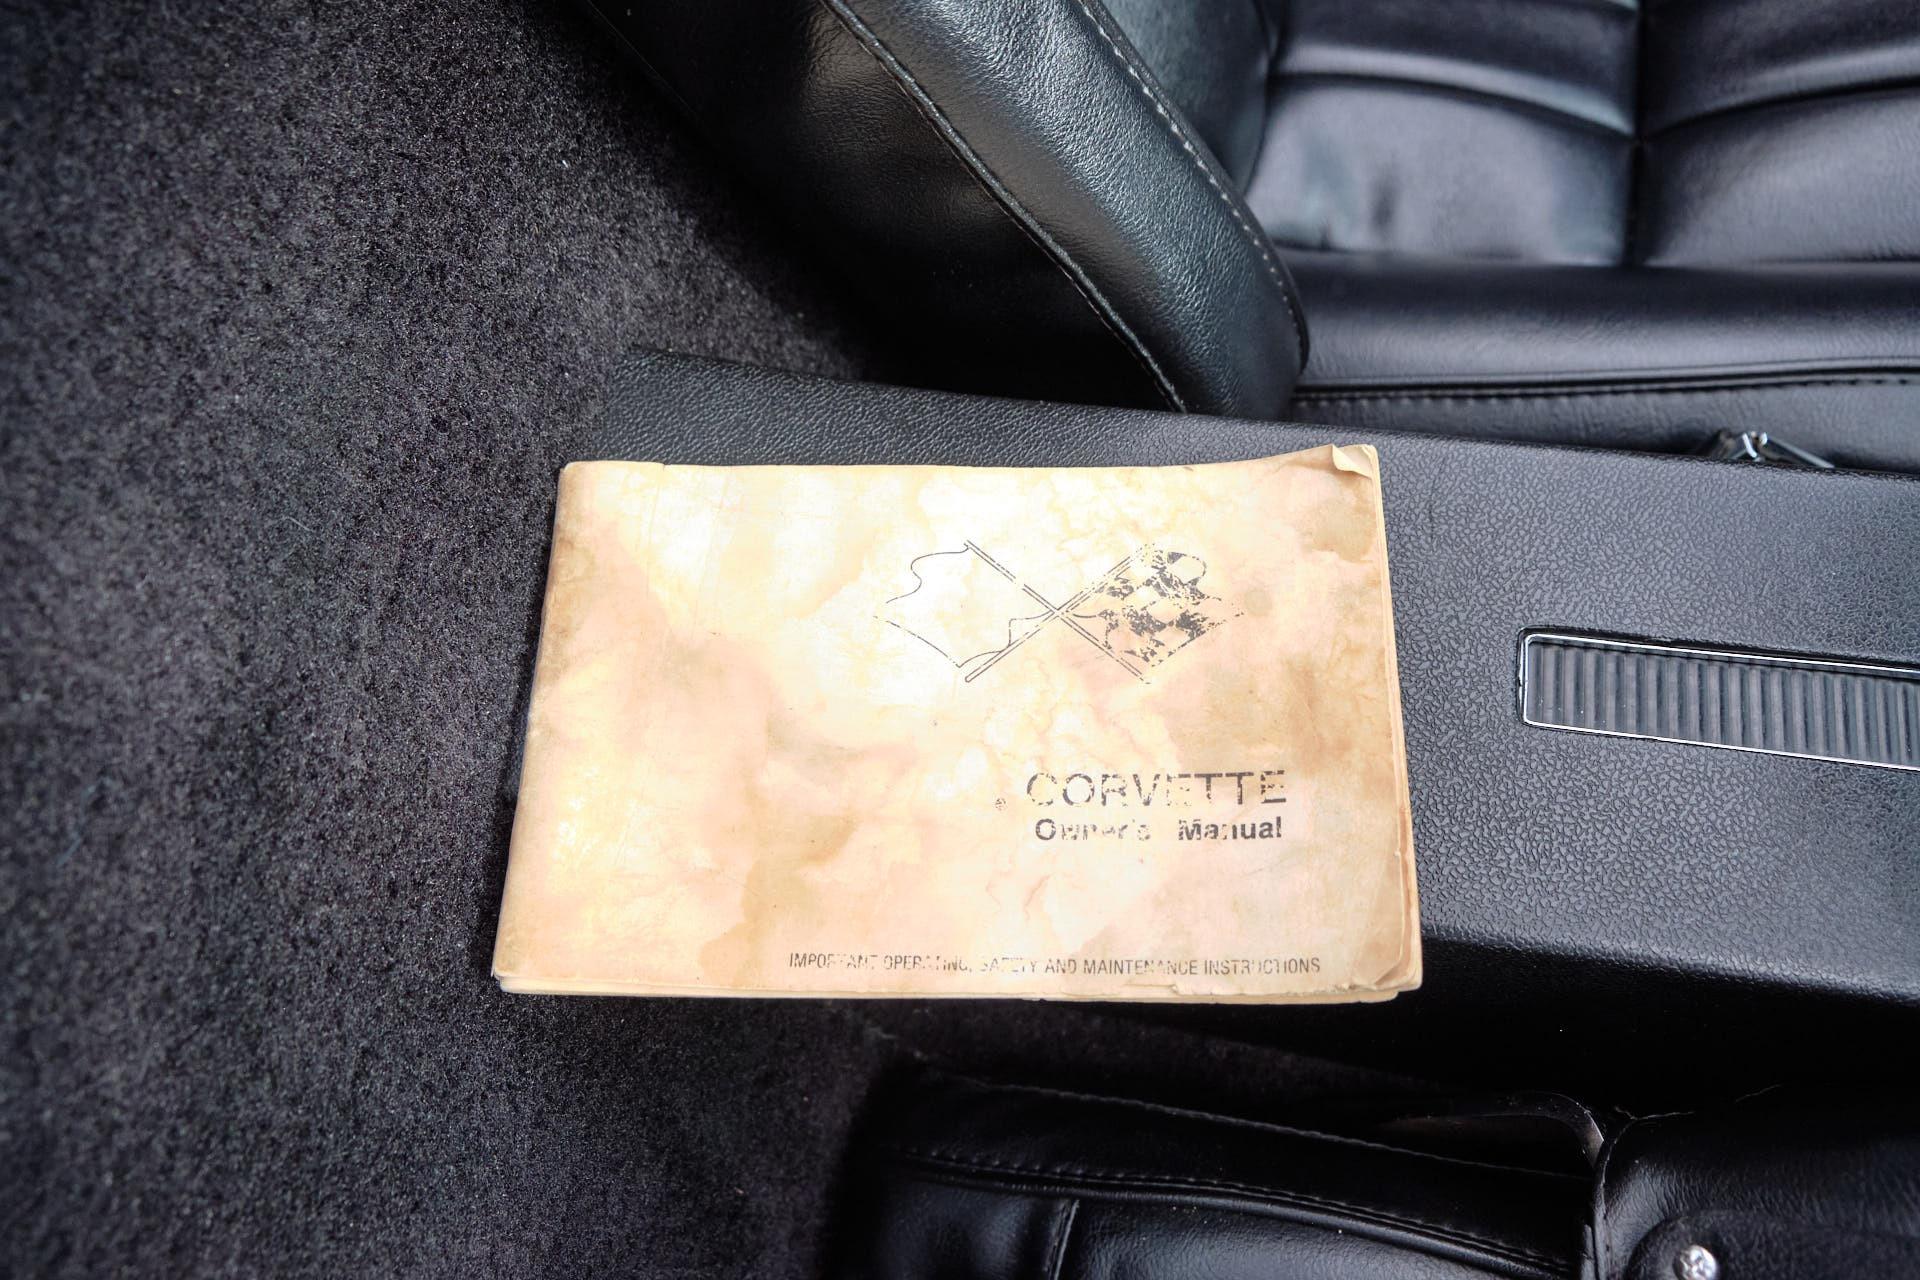 CORVETTE
Owner's Manual
IMPORTANT OPERATING, SAFETY AND MAINTENANCE INSTRUCTIONS